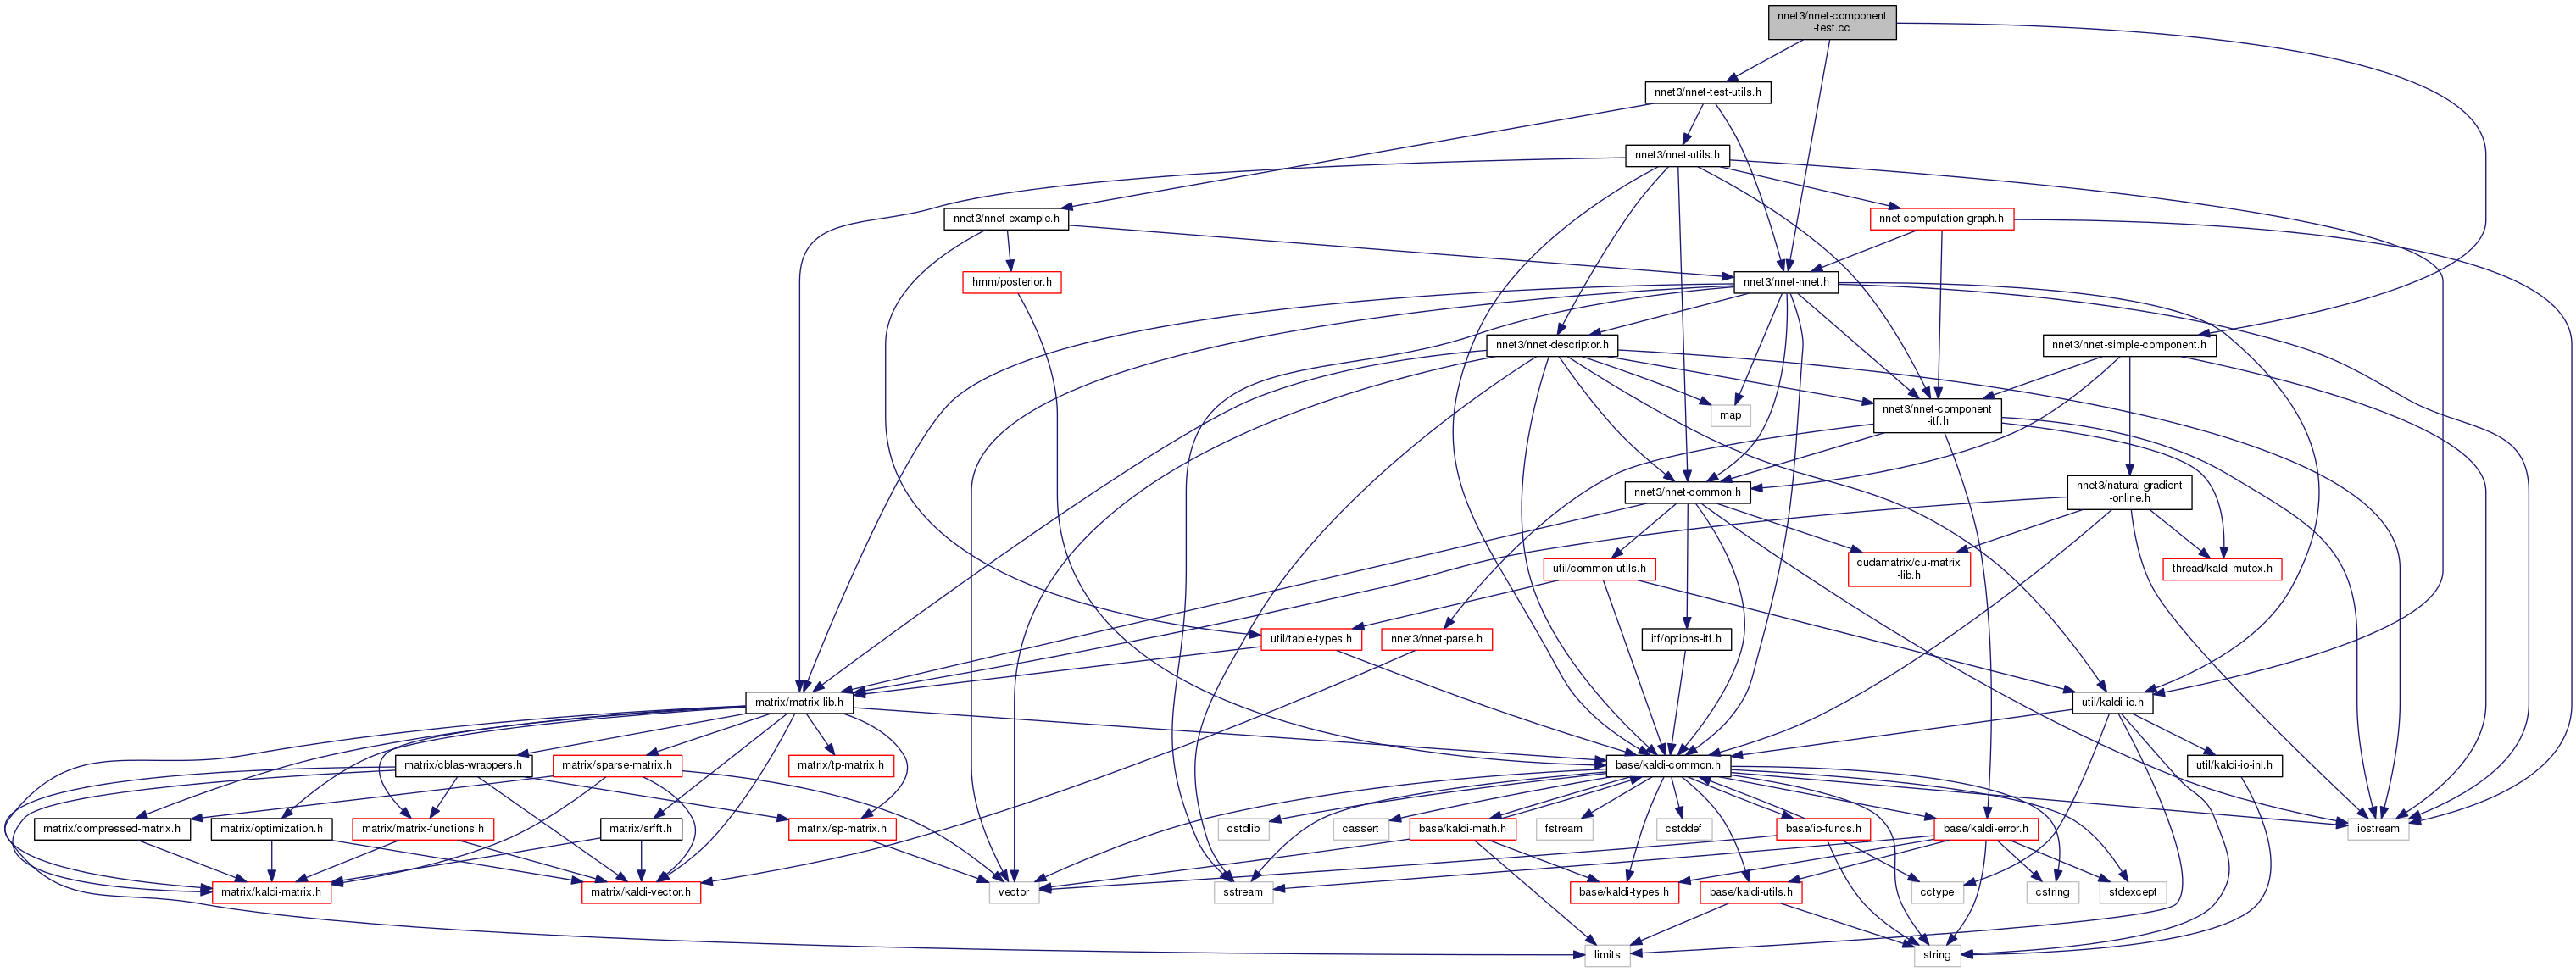 nnet3/nnet-component
-test.cc
nnet3/nnet-test-utils.h
nnet3/nnet-utils.h
nnet3/nnet-example.h
nnet-computation-graph.h
hmm/posterior.h
nnet3/nnet-nnet.h
nnet3/nnet-descriptor.h
nnet3/nnet-simple-component.h
map
nnet3/nnet-component
-itf.h
nnet3/nnet-common.h
nnet3/natural-gradient
-online.h
util/common-utils.h
cudamatrix/cu-matrix
-lib.h
thread/kaldi-mutex.h
util/table-types.h
nnet3/nnet-parse.h
itf/options-itf.h
matrix/matrix-lib.h
util/kaldi-io.h
matrix/cblas-wrappers.h
matrix/sparse-matrix.h
matrix/tp-matrix.h
base/kaldi-common.h
util/kaldi-io-inl.h
matrix/compressed-matrix.h
matrix/optimization.h
matrix/matrix-functions.h
matrix/srfft.h
matrix/sp-matrix.h
cstdlib
cassert
base/kaldi-math.h
fstream
cstddef
base/io-funcs.h
base/kaldi-error.h
iostream
matrix/kaldi-matrix.h
matrix/kaldi-vector.h
vector
sstream
base/kaldi-types.h
base/kaldi-utils.h
cctype
cstring
stdexcept
limits
string